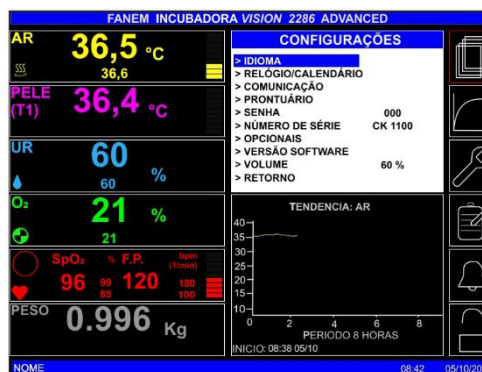 FANEM INCUBADORA VISION 2286 ADVANCED
AR
36,5 °C
36,6
PELE
(T1)
36,4 °C
UR
60 %
60
O₂
21 %
21
SpO₂ % F.P. bpm
(1/min)
96 99 120 180
85 100
PESO
0.996 Kg
CONFIGURAÇÕES
> IDIOMA
> RELÓGIO/CALENDÁRIO
> COMUNICAÇÃO
> PRONTUÁRIO
> SENHA 000
> NÚMERO DE SÉRIE CK 1100
> OPCIONAIS
> VERSÃO SOFTWARE
> VOLUME 60 %
> RETORNO
TENDENCIA: AR
40
35
30
25
20
15
10
0 2 4 6 8
PERIODO 8 HORAS
INICIO: 08:38 05/10
NOME 08:42 05/10/20